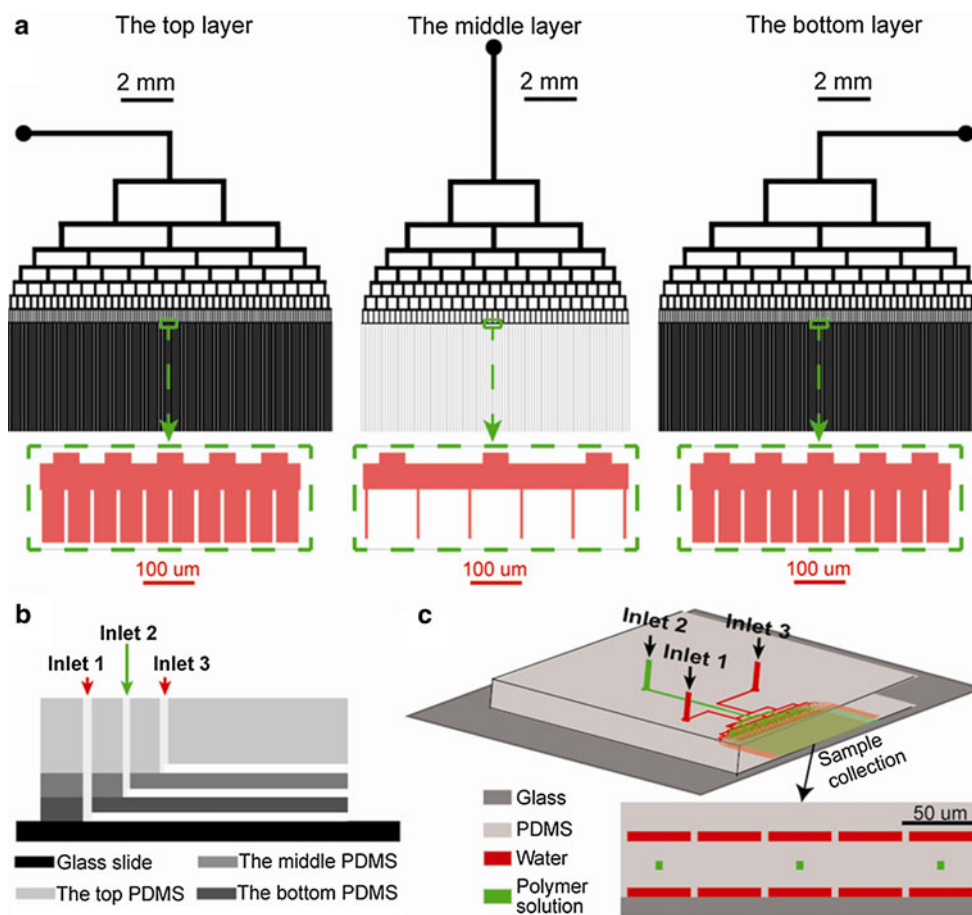 a
The top layer
The middle layer
The bottom layer
2 mm
2 mm
2 mm
100 um
100 um
100 um
b
Inlet 2
Inlet 1
Inlet 3
Glass slide
The middle PDMS
The top PDMS
The bottom PDMS
c
Inlet 2
Inlet 3
Inlet 1
Sample
collection
Glass
PDMS
Water
Polymer
solution
50 um